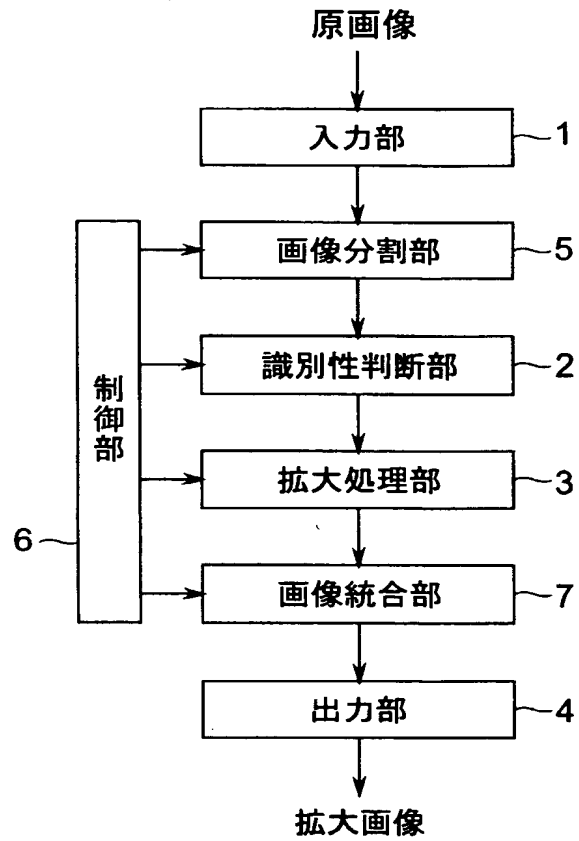 原画像
入力部 1
画像分割部 5
識別性判断部 2
制御部
拡大処理部 3
6
画像統合部 7
出力部 4
拡大画像